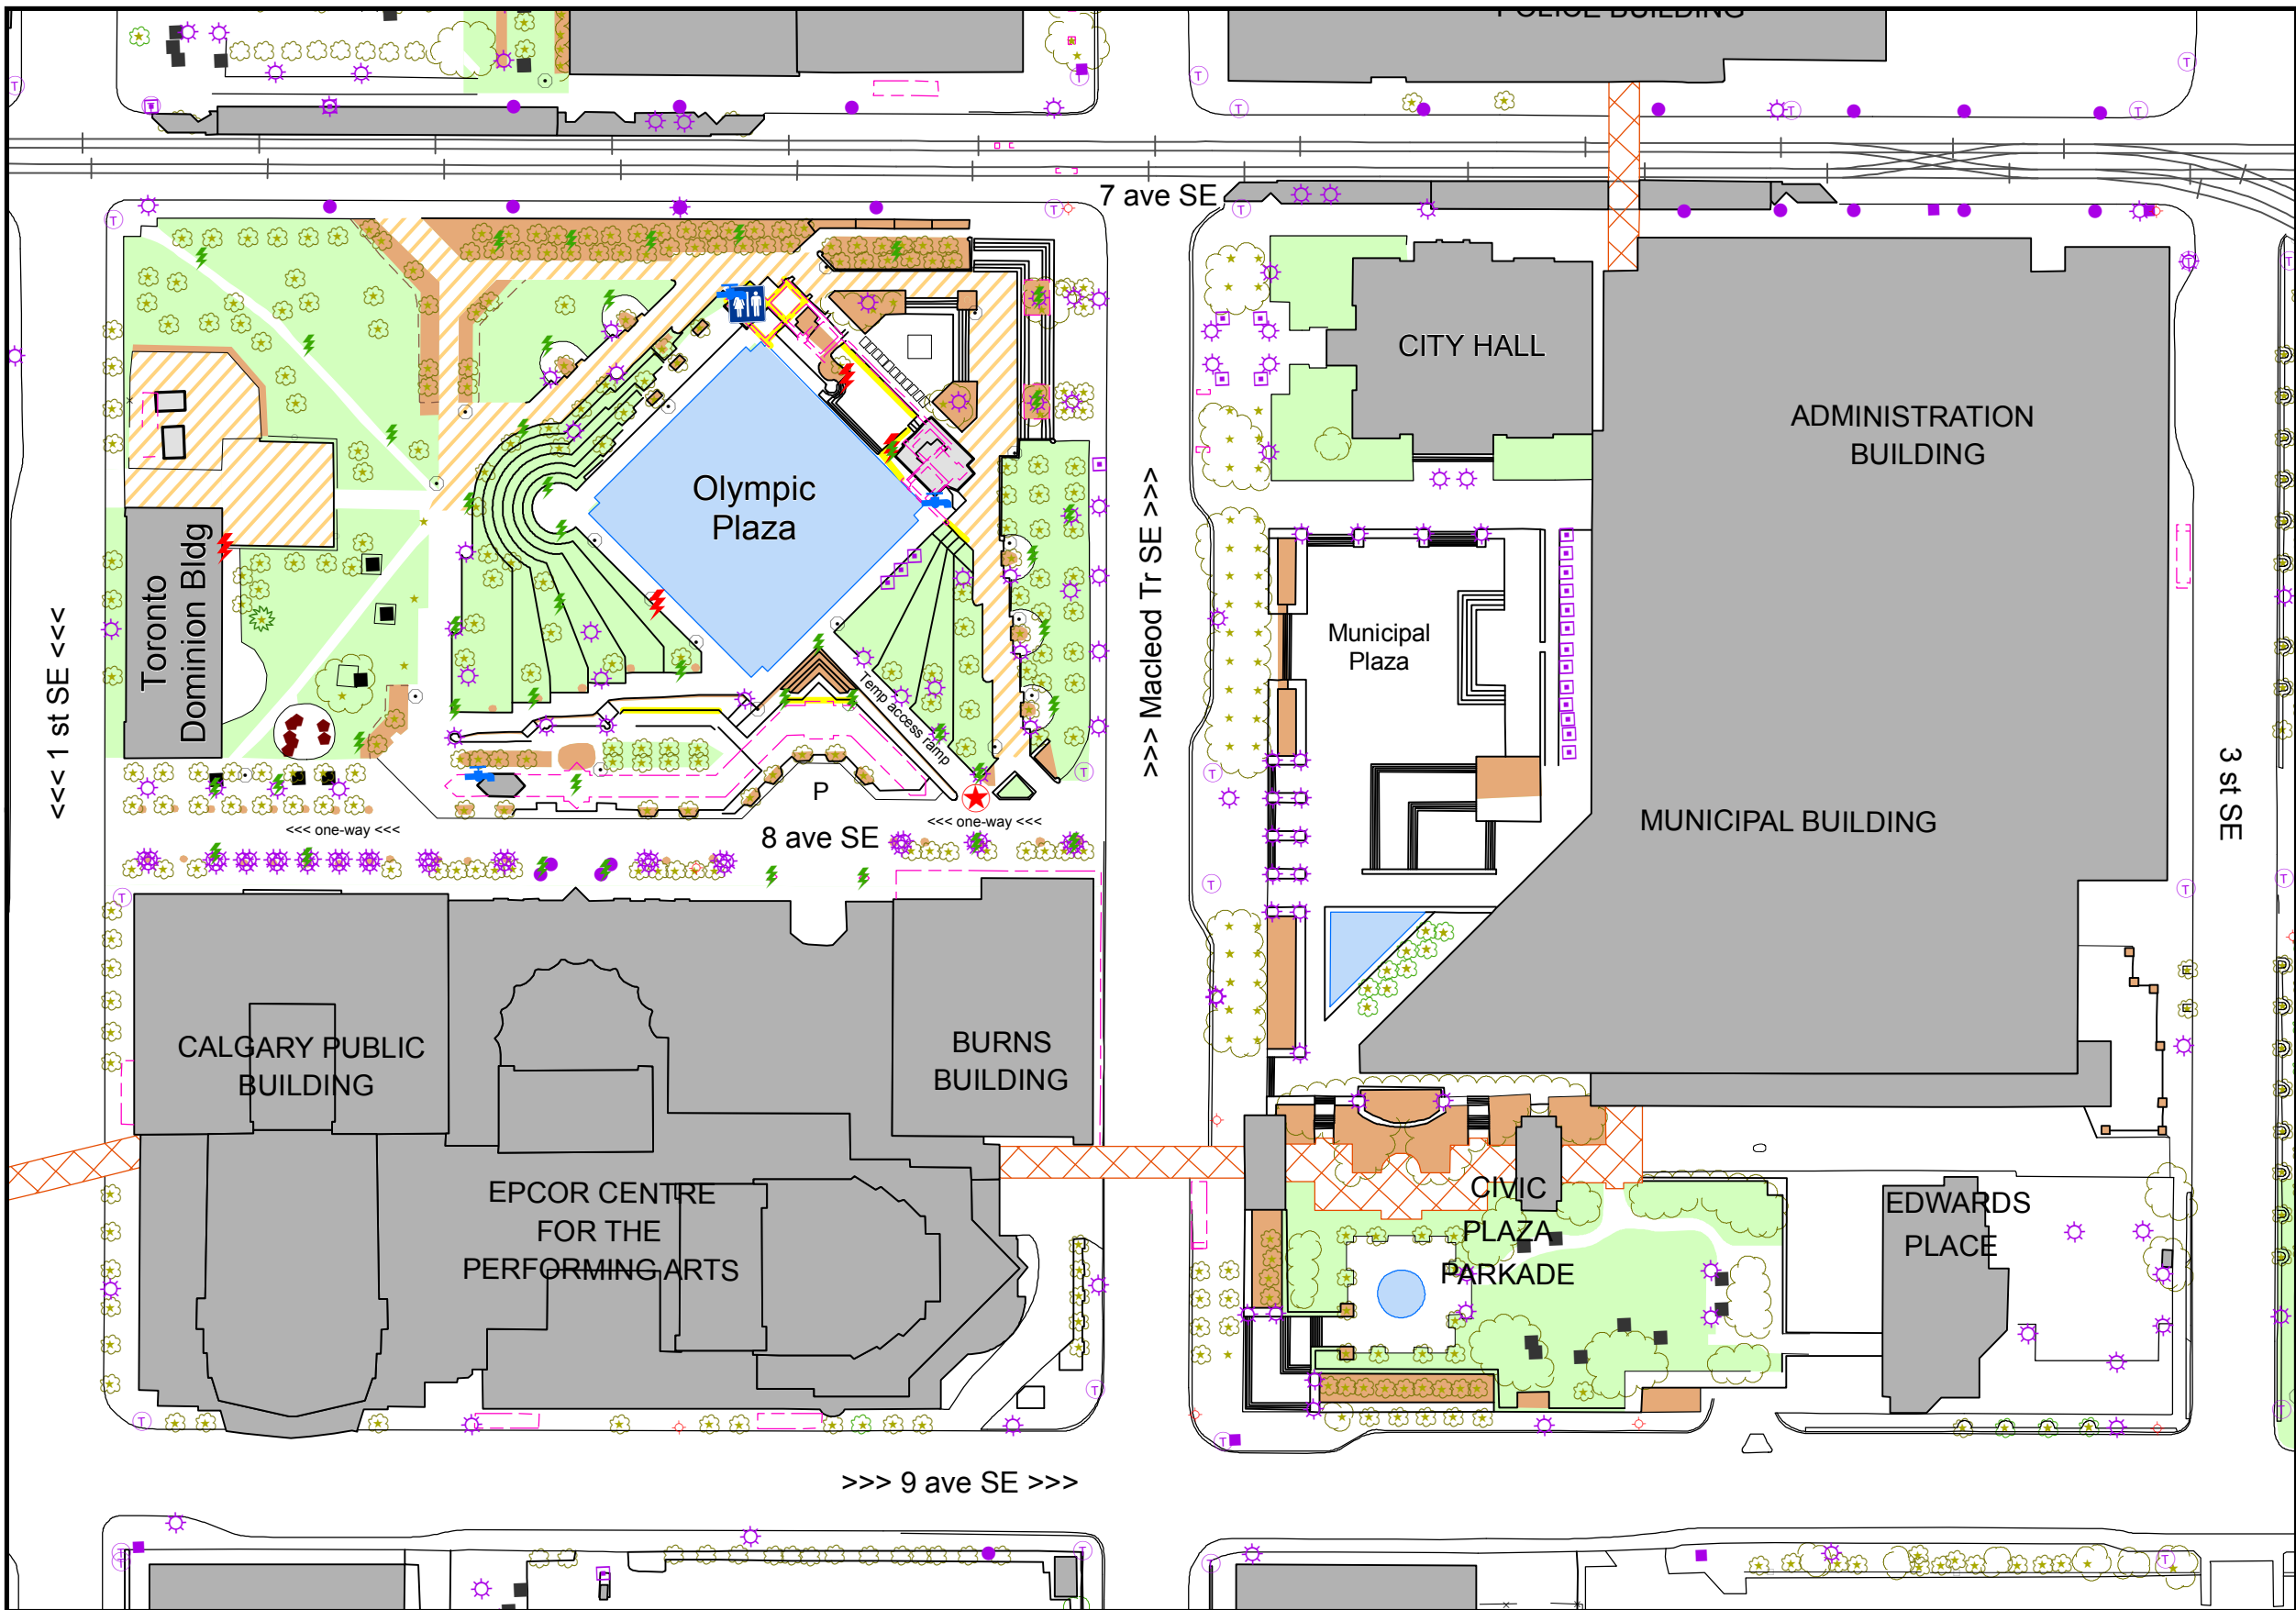 POLICE BUILDING
7 ave SE
CITY HALL
ADMINISTRATION
BUILDING
Olympic
Plaza
Toronto
Dominion Bldg
<<< 1 st SE <<<
>>> Macleod Tr SE >>>
Municipal
Plaza
Temp access ramp
P
<<< one-way <<<
<<< one-way <<<
8 ave SE
MUNICIPAL BUILDING
3 st SE
CALGARY PUBLIC
BUILDING
BURNS
BUILDING
EPCOR CENTRE
FOR THE
PERFORMING ARTS
CIVIC
PLAZA
PARKADE
EDWARDS
PLACE
>>> 9 ave SE >>>